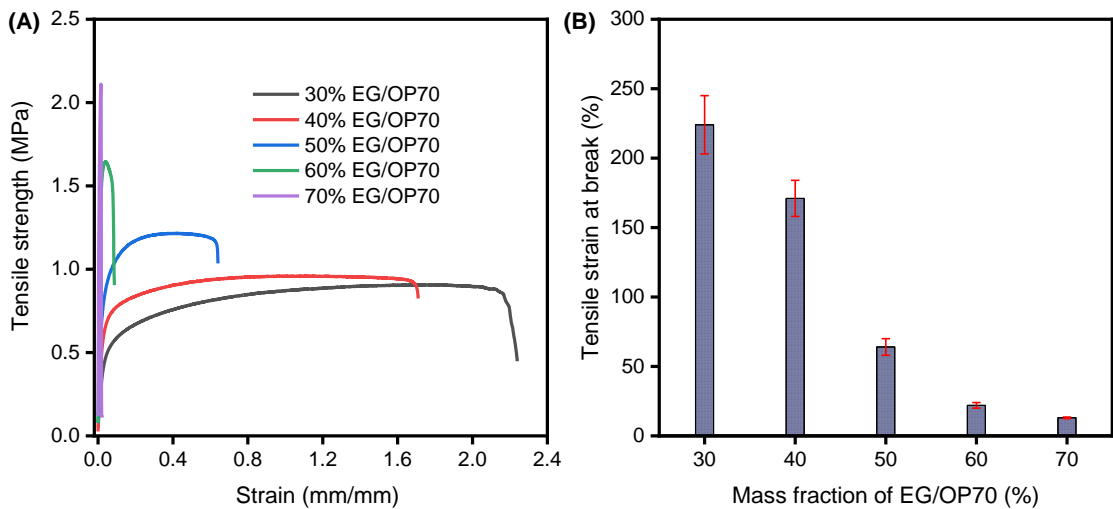 (A)
Tensile strength (MPa)
2.5
2.0
1.5
1.0
0.5
0.0
30% EG/OP70
40% EG/OP70
50% EG/OP70
60% EG/OP70
70% EG/OP70
0.0 0.4 0.8 1.2 1.6 2.0 2.4
Strain (mm/mm)
(B)
Tensile strain at break (%)
300
250
200
150
100
50
0
30 40 50 60 70
Mass fraction of EG/OP70 (%)